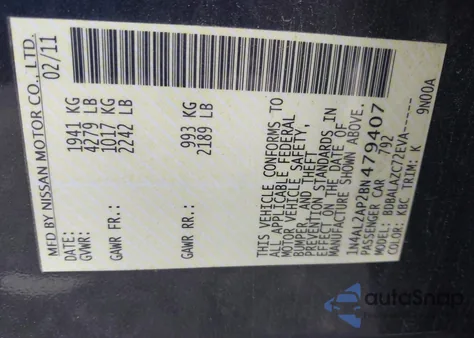 MFD BY NISSAN MOTOR CO., LTD.
DATE: 02/11
GVWR: 1941 KG
4279 LB
GAWR FR.: 1017 KG
2242 LB
GAWR RR.: 993 KG
2189 LB
THIS VEHICLE CONFORMS TO
ALL APPLICABLE FEDERAL
MOTOR VEHICLE SAFETY,
BUMPER, AND THEFT
PREVENTION STANDARDS IN
EFFECT ON THE DATE OF
MANUFACTURE SHOWN ABOVE.
1N4AL2AP2BN479407
PASSENGER CAR 792
MODEL: BDBALUAZC72EVA-----
COLOR: KBC TRIM: K 9N00A
autoSnap